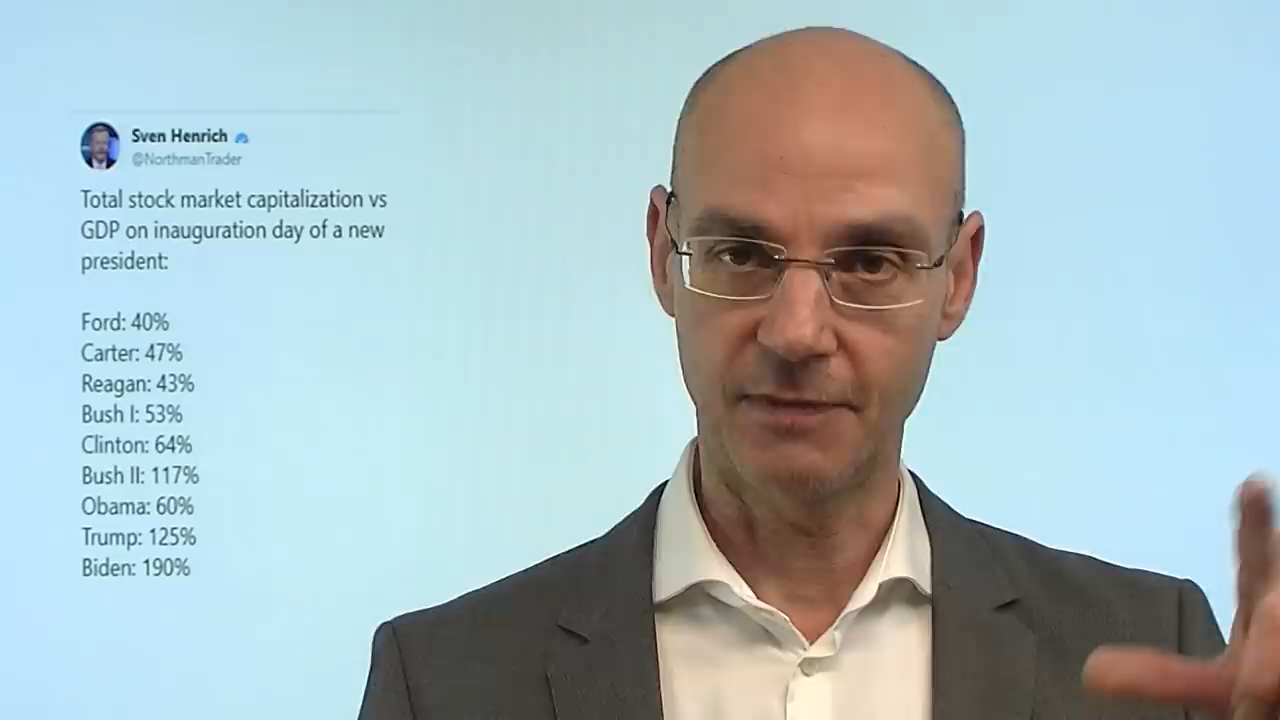 Sven Henrich
@NorthmanTrader
Total stock market capitalization vs
GDP on inauguration day of a new
president:
Ford: 40%
Carter: 47%
Reagan: 43%
Bush I: 53%
Clinton: 64%
Bush II: 117%
Obama: 60%
Trump: 125%
Biden: 190%